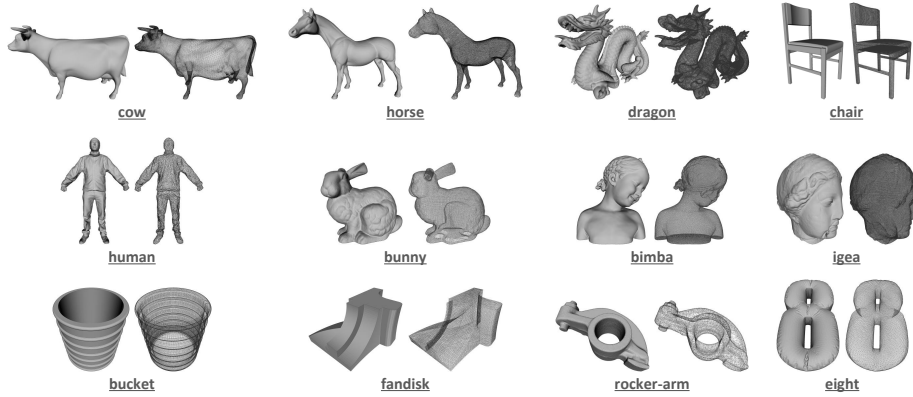 cow
horse
dragon
chair
human
bunny
bimba
igea
bucket
fandisk
rocker-arm
eight